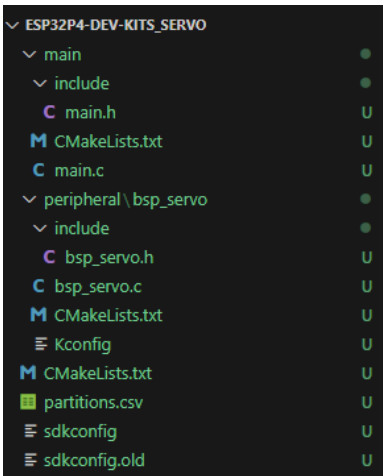 ESP32P4-DEV-KITS_SERVO
main
include
C main.h U
M CMakeLists.txt U
C main.c U
peripheral\bsp_servo
include
C bsp_servo.h U
C bsp_servo.c U
M CMakeLists.txt U
Kconfig U
M CMakeLists.txt U
partitions.csv U
sdkconfig U
sdkconfig.old U